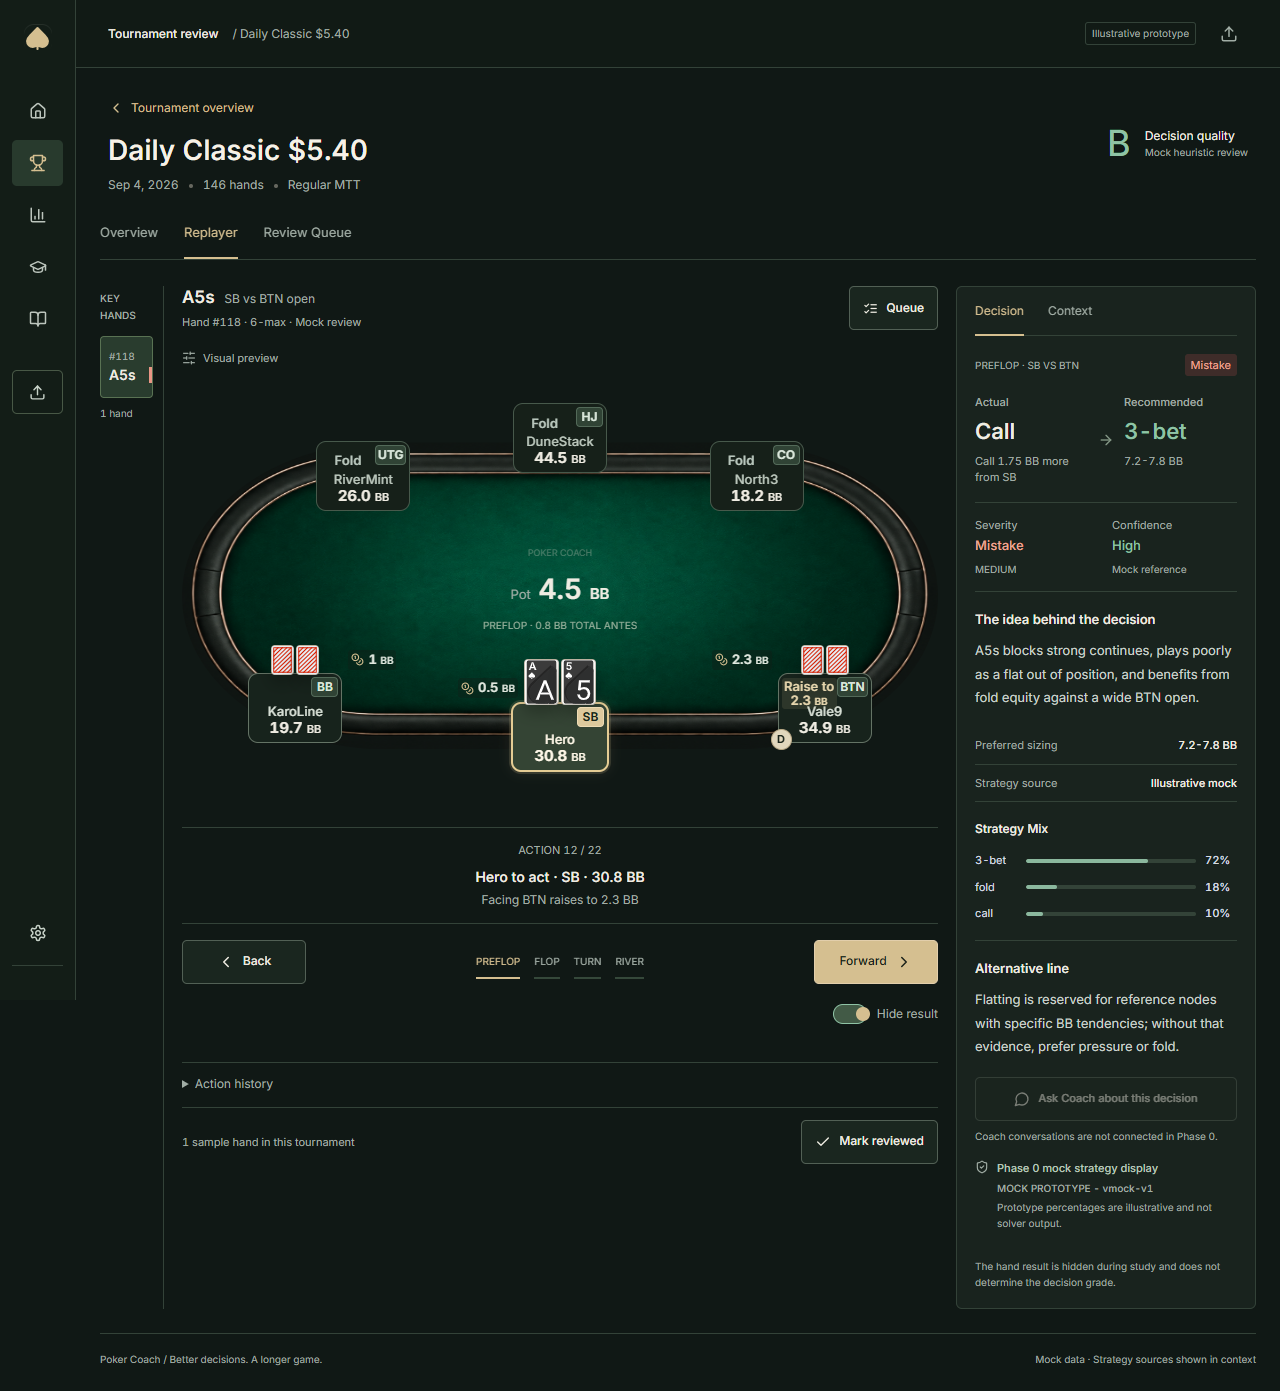 Tournament review / Daily Classic $5.40
Illustrative prototype
Tournament overview
Daily Classic $5.40
Sep 4, 2026 • 146 hands • Regular MTT
B
Decision quality
Mock heuristic review
Overview Replayer Review Queue
KEY
HANDS
#118
A5s
1 hand
A5s SB vs BTN open
Hand #118 · 6-max · Mock review
Queue
Visual preview
Fold HJ
DuneStack
44.5 BB
Fold UTG
RiverMint
26.0 BB
Fold CO
North3
18.2 BB
POKER COACH
Pot 4.5 BB
PREFLOP · 0.8 BB TOTAL ANTES
1 BB
2.3 BB
0.5 BB
A
A
5
5
BB
KaroLine
19.7 BB
SB
Hero
30.8 BB
Raise to BTN
2.3 BB
Vale9
34.9 BB
D
ACTION 12 / 22
Hero to act · SB · 30.8 BB
Facing BTN raises to 2.3 BB
Back
PREFLOP FLOP TURN RIVER
Forward
Hide result
Action history
1 sample hand in this tournament
Mark reviewed
Decision Context
PREFLOP · SB VS BTN
Mistake
Actual
Call
Call 1.75 BB more
from SB
→
Recommended
3-bet
7.2-7.8 BB
Severity
Mistake
MEDIUM
Confidence
High
Mock reference
The idea behind the decision
A5s blocks strong continues, plays poorly
as a flat out of position, and benefits from
fold equity against a wide BTN open.
Preferred sizing 7.2-7.8 BB
Strategy source Illustrative mock
Strategy Mix
3-bet 72%
fold 18%
call 10%
Alternative line
Flatting is reserved for reference nodes
with specific BB tendencies; without that
evidence, prefer pressure or fold.
Ask Coach about this decision
Coach conversations are not connected in Phase 0.
Phase 0 mock strategy display
MOCK PROTOTYPE - vmock-v1
Prototype percentages are illustrative and not
solver output.
The hand result is hidden during study and does not
determine the decision grade.
Poker Coach / Better decisions. A longer game.
Mock data · Strategy sources shown in context